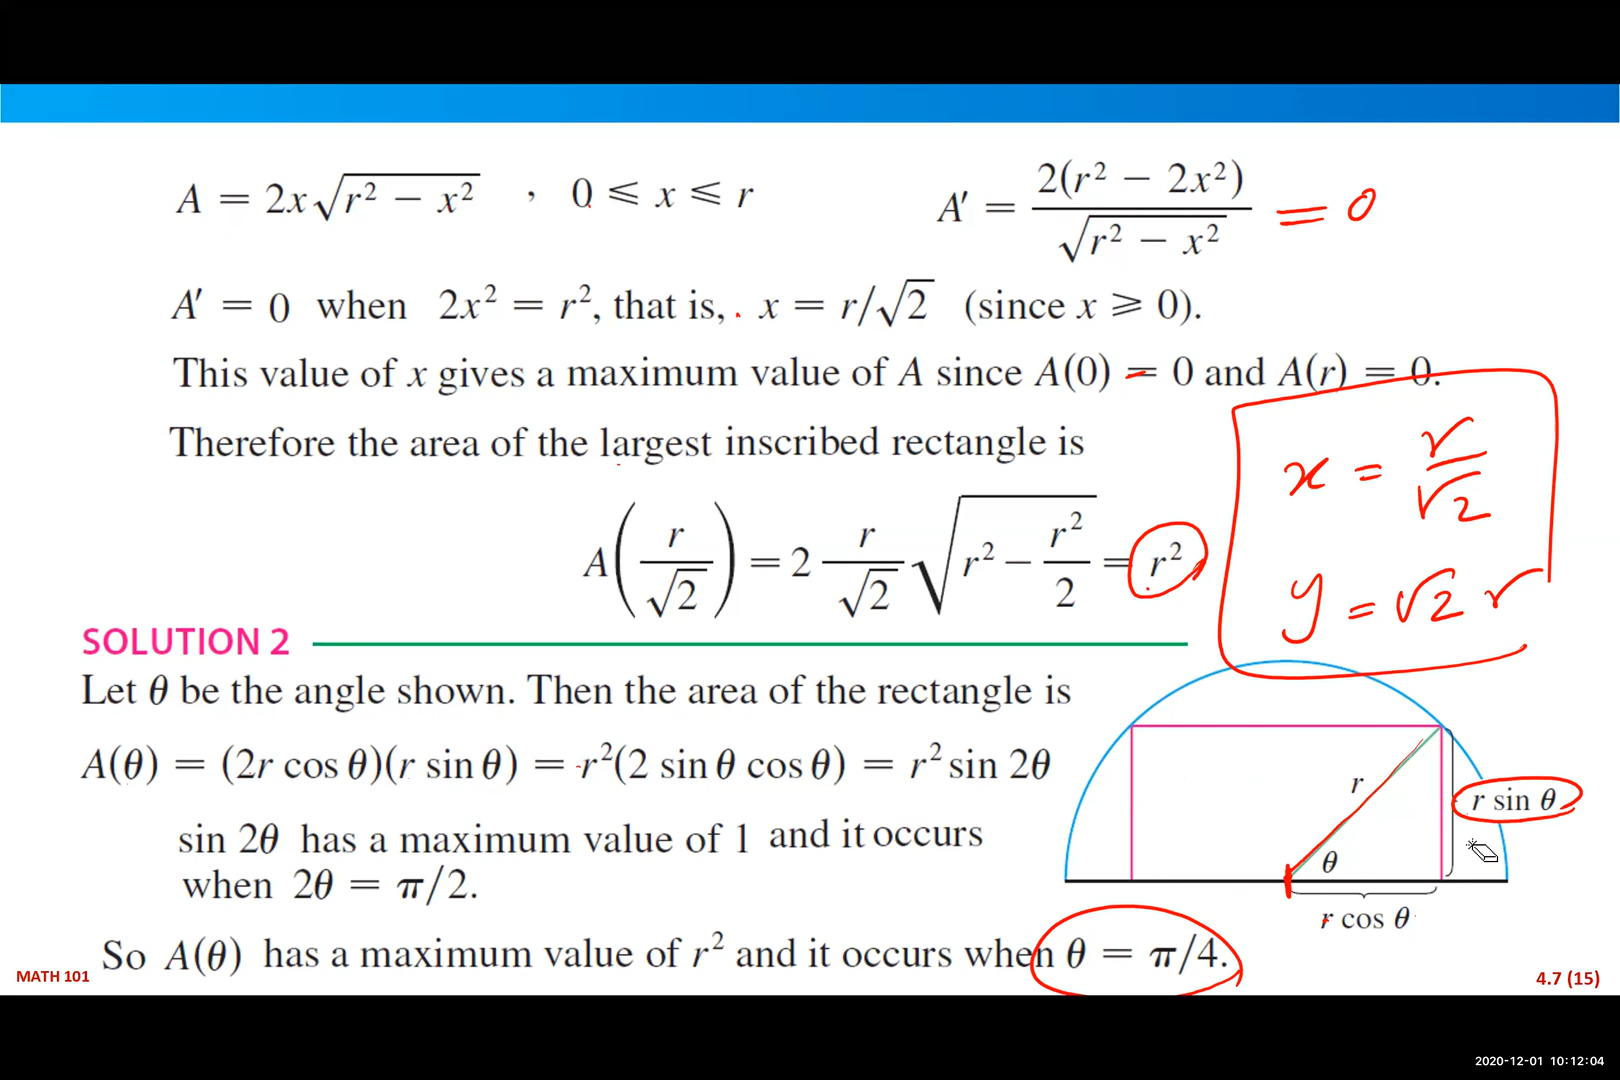 A = 2x√(r² − x²) , 0 ⩽ x ⩽ r A′ = 2(r² − 2x²) / √(r² − x²) = 0
A′ = 0 when 2x² = r², that is, x = r/√2 (since x ⩾ 0).
This value of x gives a maximum value of A since A(0) = 0 and A(r) = 0.
Therefore the area of the largest inscribed rectangle is
A(r/√2) = 2 r/√2 √(r² − r²/2) = r²
x = r/√2
y = √2 r
SOLUTION 2
Let θ be the angle shown. Then the area of the rectangle is
A(θ) = (2r cos θ)(r sin θ) = r²(2 sin θ cos θ) = r² sin 2θ
sin 2θ has a maximum value of 1 and it occurs
when 2θ = π/2.
So A(θ) has a maximum value of r² and it occurs when θ = π/4.
r
r sin θ
θ
r cos θ
MATH 101
4.7 (15)
2020-12-01 10:12:04